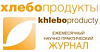 хлебопродукты
khleboproducty
ЕЖЕМЕСЯЧНЫЙ
НАУЧНО-ПРАКТИЧЕСКИЙ
ЖУРНАЛ